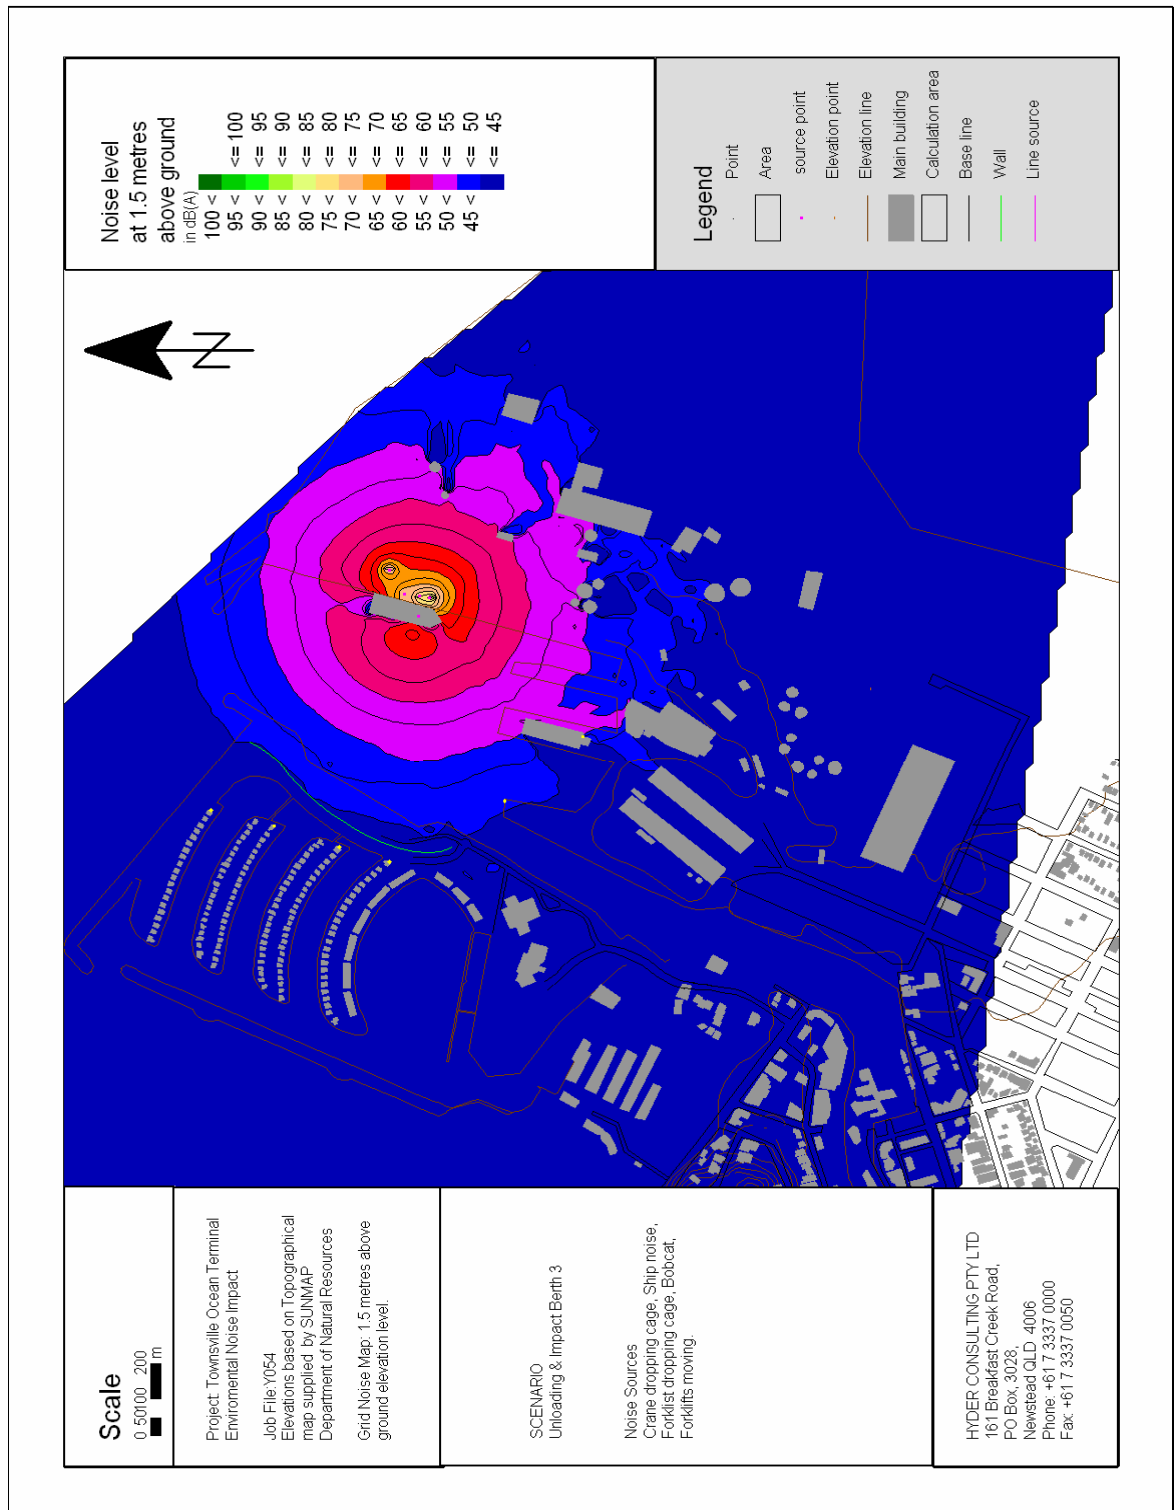 Scale
0 50100 200
m
Project: Townsville Ocean Terminal
Enviromental Noise Impact
Job File:Y054
Elevations based on Topographical
map supplied by SUNMAP
Department of Natural Resources
Grid Noise Map: 1.5 metres above
ground elevation level.
SCENARIO
Unloading & Impact Berth 3
Noise Sources
Crane dropping cage, Ship noise,
Forklist dropping cage, Bobcat,
Forklifts moving.
HYDER CONSULTING PTY LTD
161 Breakfast Creek Road,
PO Box, 3028,
Newstead QLD 4006
Phone: +61 7 3337 0000
Fax: +61 7 3337 0050
N
Noise level
at 1.5 metres
above ground
in dB(A)
100 <
95 < <= 100
90 < <= 95
85 < <= 90
80 < <= 85
75 < <= 80
70 < <= 75
65 < <= 70
60 < <= 65
55 < <= 60
50 < <= 55
45 < <= 50
<= 45
Legend
Point
Area
source point
Elevation point
Elevation line
Main building
Calculation area
Base line
Wall
Line source